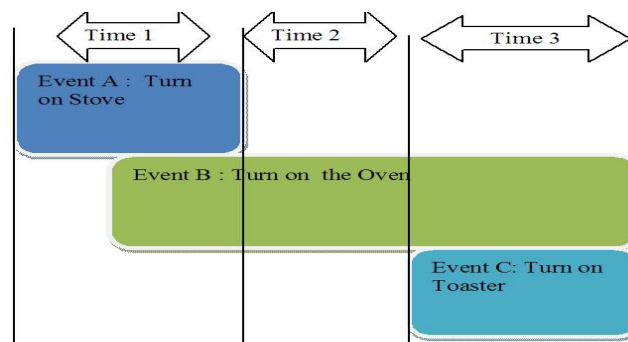 Time 1
Time 2
Time 3
Event A : Turn
on Stove
Event B : Turn on the Oven
Event C: Turn on
Toaster